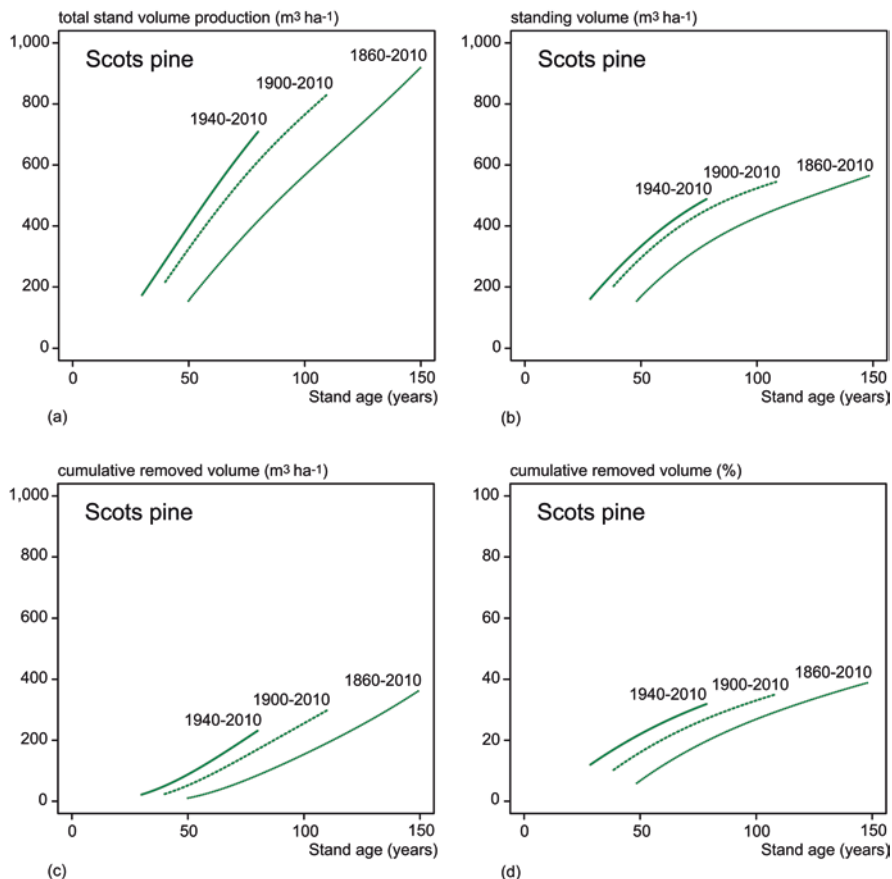 total stand volume production (m³ ha-¹)
1,000
800
600
400
200
0
Scots pine
1860-2010
1900-2010
1940-2010
0 50 100 150
Stand age (years)
(a)
standing volume (m³ ha-¹)
1,000
800
600
400
200
0
Scots pine
1860-2010
1900-2010
1940-2010
0 50 100 150
Stand age (years)
(b)
cumulative removed volume (m³ ha-¹)
1,000
800
600
400
200
0
Scots pine
1860-2010
1900-2010
1940-2010
0 50 100 150
Stand age (years)
(c)
cumulative removed volume (%)
100
80
60
40
20
0
Scots pine
1860-2010
1900-2010
1940-2010
0 50 100 150
Stand age (years)
(d)